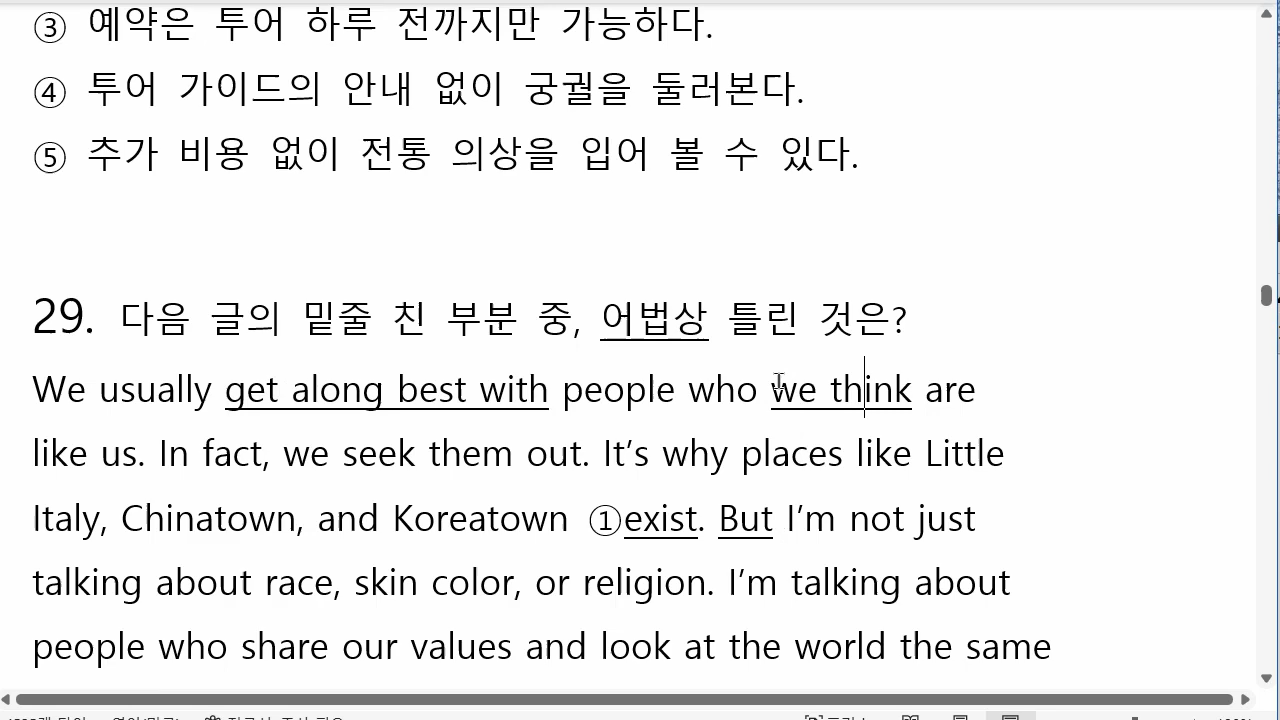 ③ 예약은 투어 하루 전까지만 가능하다.
④ 투어 가이드의 안내 없이 궁궐을 둘러본다.
⑤ 추가 비용 없이 전통 의상을 입어 볼 수 있다.
29. 다음 글의 밑줄 친 부분 중, 어법상 틀린 것은?
We usually get along best with people who we think are
like us. In fact, we seek them out. It’s why places like Little
Italy, Chinatown, and Koreatown ①exist. But I’m not just
talking about race, skin color, or religion. I’m talking about
people who share our values and look at the world the same